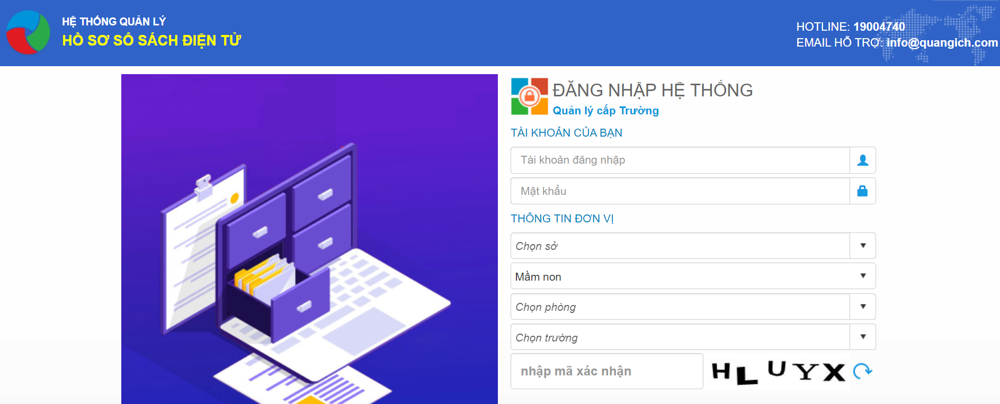 HỆ THỐNG QUẢN LÝ
HỒ SƠ SỔ SÁCH ĐIỆN TỬ
HOTLINE: 19004740
EMAIL HỖ TRỢ: info@quangich.com
ĐĂNG NHẬP HỆ THỐNG
Quản lý cấp Trường
TÀI KHOẢN CỦA BẠN
Tài khoản đăng nhập
Mật khẩu
THÔNG TIN ĐƠN VỊ
Chọn sở
Mầm non
Chọn phòng
Chọn trường
nhập mã xác nhận
HLUYX